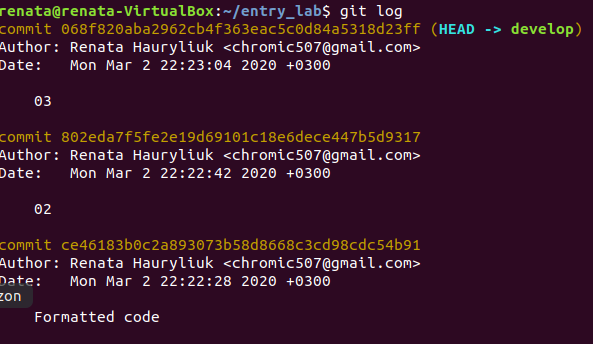 renata@renata-VirtualBox:~/entry_lab$ git log
commit 068f820aba2962cb4f363eac5c0d84a5318d23ff (HEAD -> develop)
Author: Renata Hauryliuk <chromic507@gmail.com>
Date:   Mon Mar 2 22:23:04 2020 +0300
03
commit 802eda7f5fe2e19d69101c18e6dece447b5d9317
Author: Renata Hauryliuk <chromic507@gmail.com>
Date:   Mon Mar 2 22:22:42 2020 +0300
02
commit ce46183b0c2a893073b58d8668c3cd98cdc54b91
Author: Renata Hauryliuk <chromic507@gmail.com>
Date:   Mon Mar 2 22:22:28 2020 +0300
zon
Formatted code